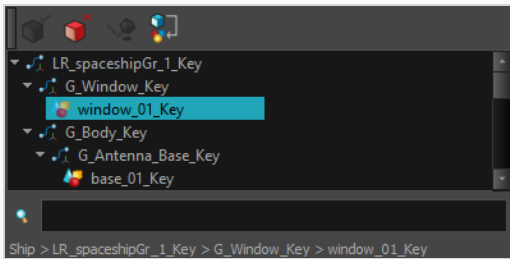 LR_spaceshipGr_1_Key
G_Window_Key
window_01_Key
G_Body_Key
G_Antenna_Base_Key
base_01_Key
Ship > LR_spaceshipGr_1_Key > G_Window_Key > window_01_Key